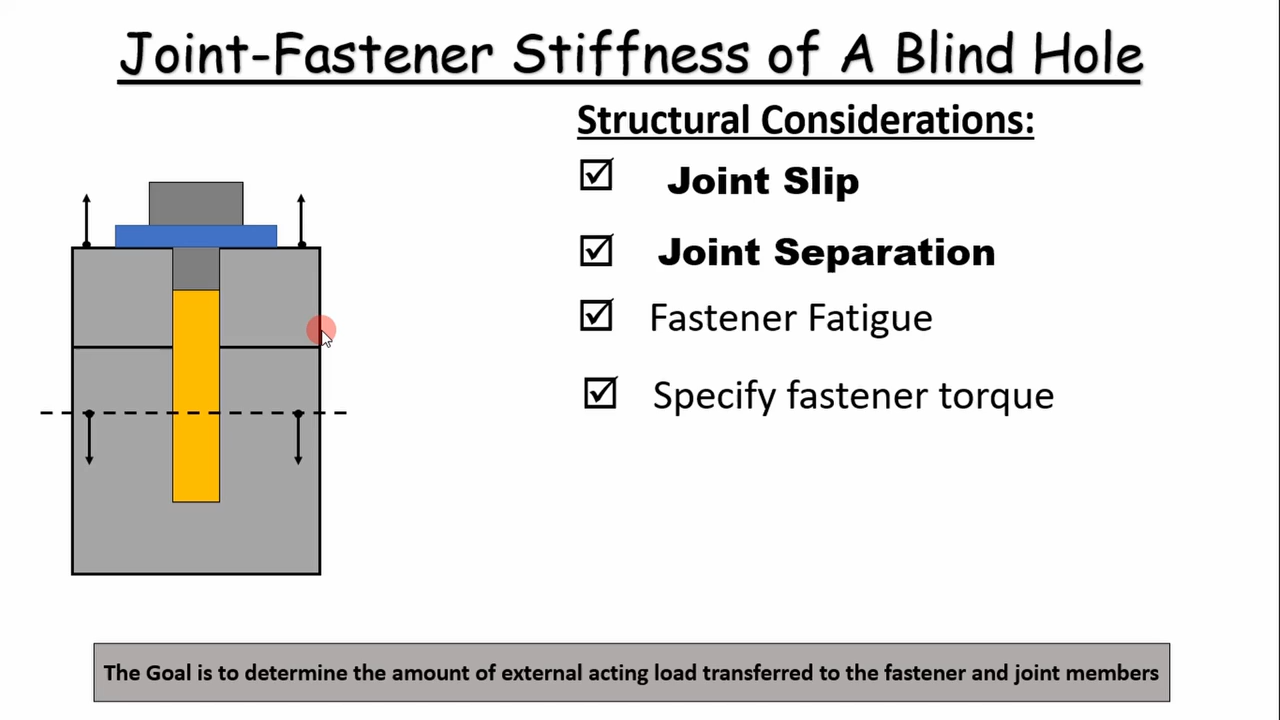 Joint-Fastener Stiffness of A Blind Hole
Structural Considerations:
Joint Slip
Joint Separation
Fastener Fatigue
Specify fastener torque
The Goal is to determine the amount of external acting load transferred to the fastener and joint members